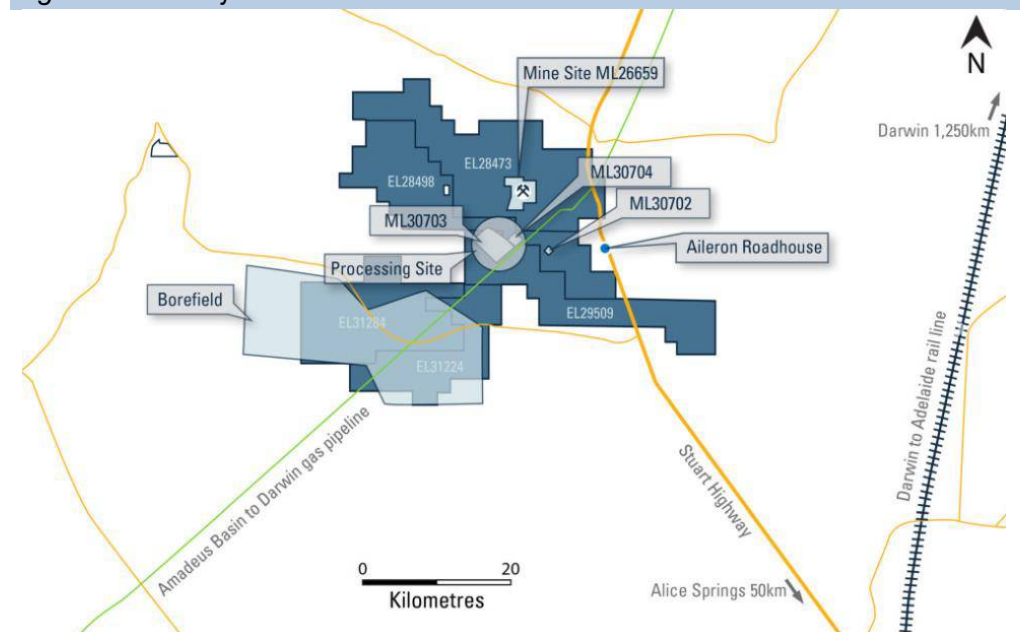 N
Mine Site ML26659
Darwin 1,250km
EL28473
ML30704
EL28498
ML30702
ML30703
Aileron Roadhouse
Processing Site
Borefield
EL31284
EL29509
EL31224
Amadeus Basin to Darwin gas pipeline
Stuart Highway
Darwin to Adelaide rail line
0 20
Kilometres
Alice Springs 50km